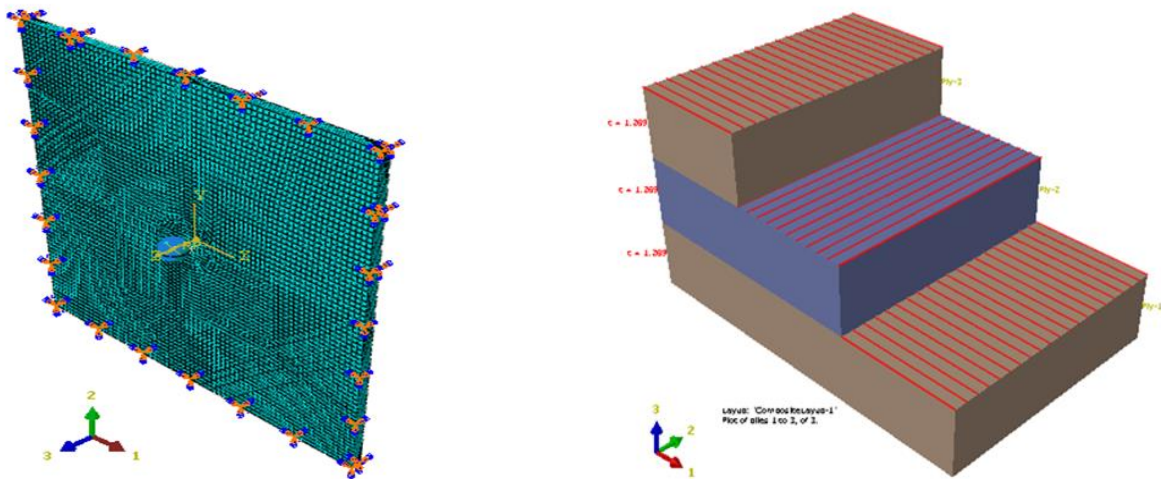 Y
X
Z
2
3
1
t = 1.269
t = 1.269
t = 1.269
Ply-3
Ply-2
Ply-1
Layup: 'CompositeLayup-1'
Plot of plies 1 to 3, of 3.
3
2
1